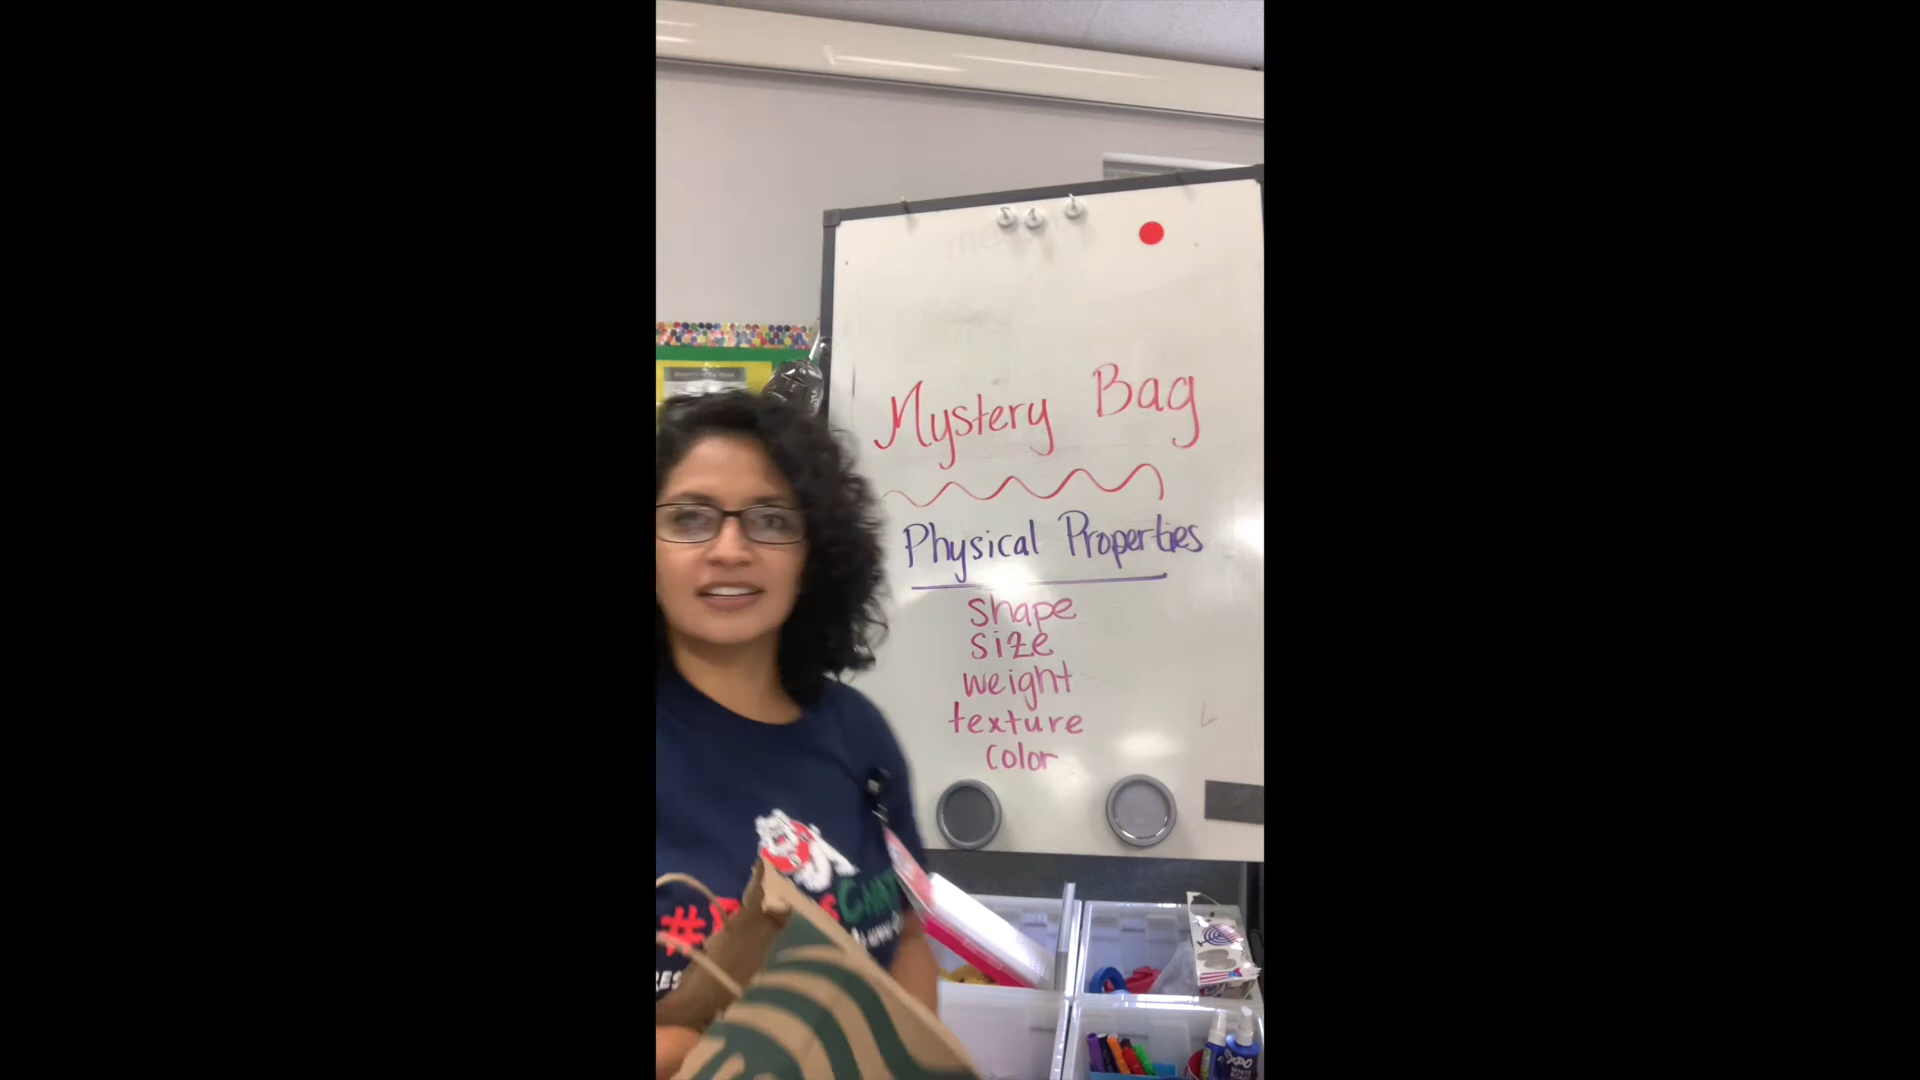 Mystery Bag
Physical Properties
shape
size
weight
texture
color
EXPO